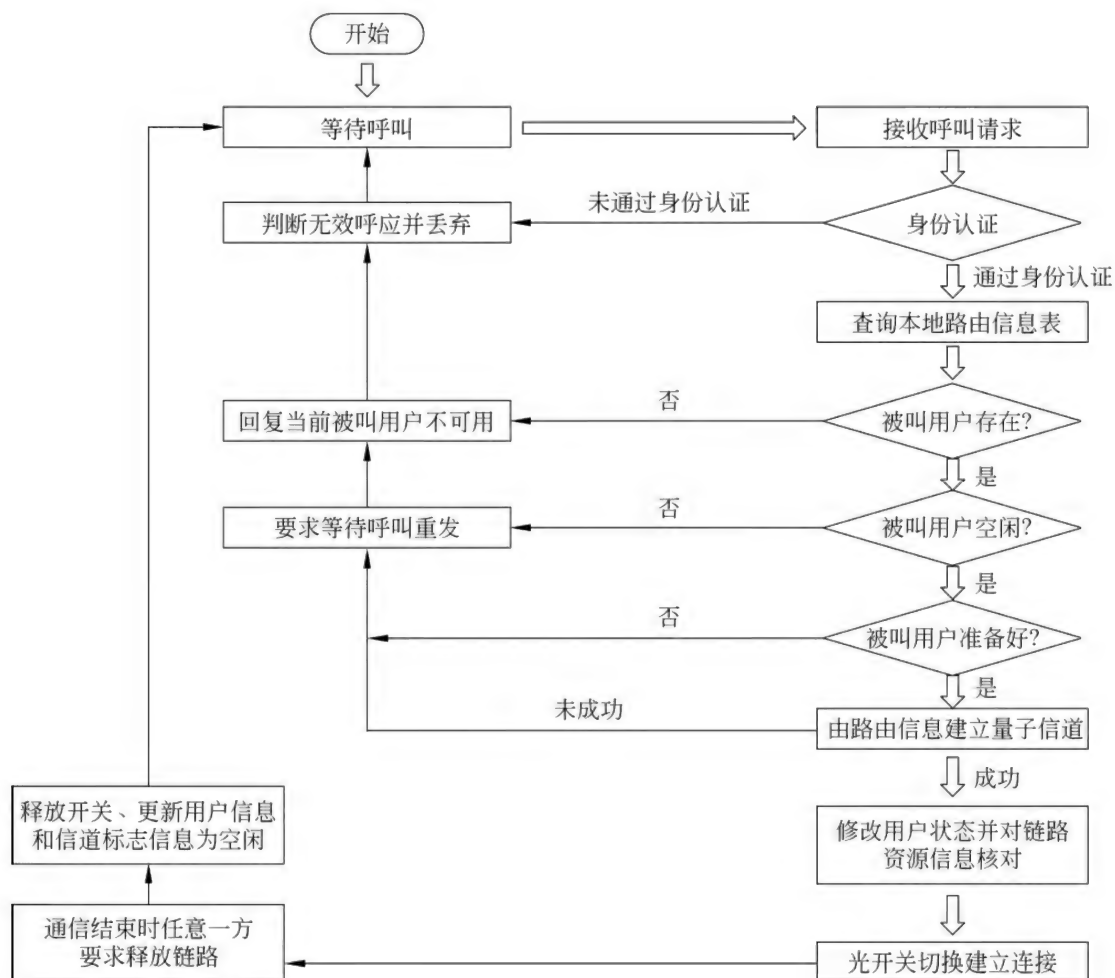 开始
等待呼叫
接收呼叫请求
未通过身份认证
判断无效呼应并丢弃
身份认证
通过身份认证
查询本地路由信息表
否
回复当前被叫用户不可用
被叫用户存在?
是
否
要求等待呼叫重发
被叫用户空闲?
是
否
被叫用户准备好?
是
未成功
由路由信息建立量子信道
成功
释放开关、更新用户信息
和信道标志信息为空闲
修改用户状态并对链路
资源信息核对
通信结束时任意一方
要求释放链路
光开关切换建立连接